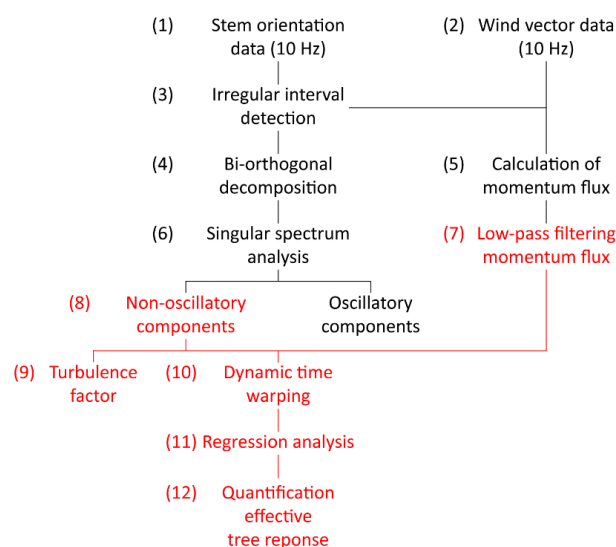 (1) Stem orientation
data (10 Hz)
(2) Wind vector data
(10 Hz)
(3) Irregular interval
detection
(4) Bi-orthogonal
decomposition
(5) Calculation of
momentum flux
(6) Singular spectrum
analysis
(7) Low-pass filtering
momentum flux
(8) Non-oscillatory
components
Oscillatory
components
(9) Turbulence
factor
(10) Dynamic time
warping
(11) Regression analysis
(12) Quantification
effective
tree reponse